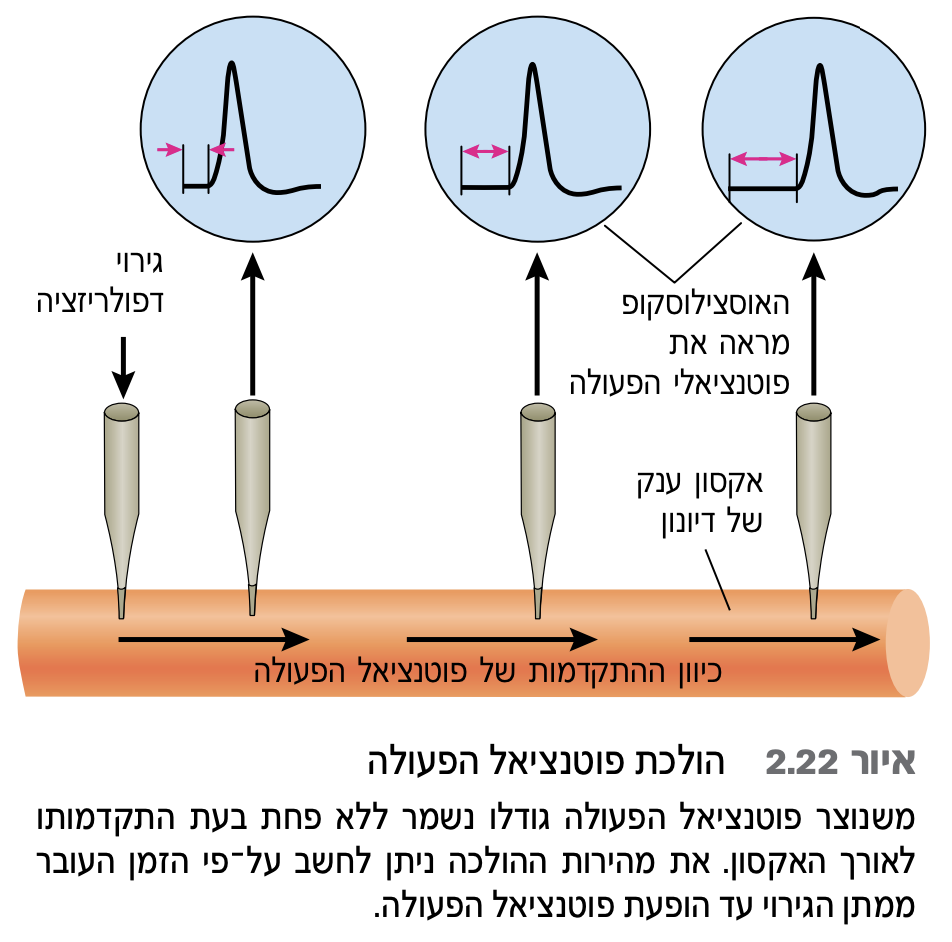 גירוי
דפולריזציה
האוסצילוסקופ
מראה את
פוטנציאלי הפעולה
אקסון ענק
של דיונון
כיוון ההתקדמות של פוטנציאל הפעולה
איור 2.22 הולכת פוטנציאל הפעולה
משנוצר פוטנציאל הפעולה גודלו נשמר ללא פחת בעת התקדמותו
לאורך האקסון. את מהירות ההולכה ניתן לחשב על־פי הזמן העובר
ממתן הגירוי עד הופעת פוטנציאל הפעולה.